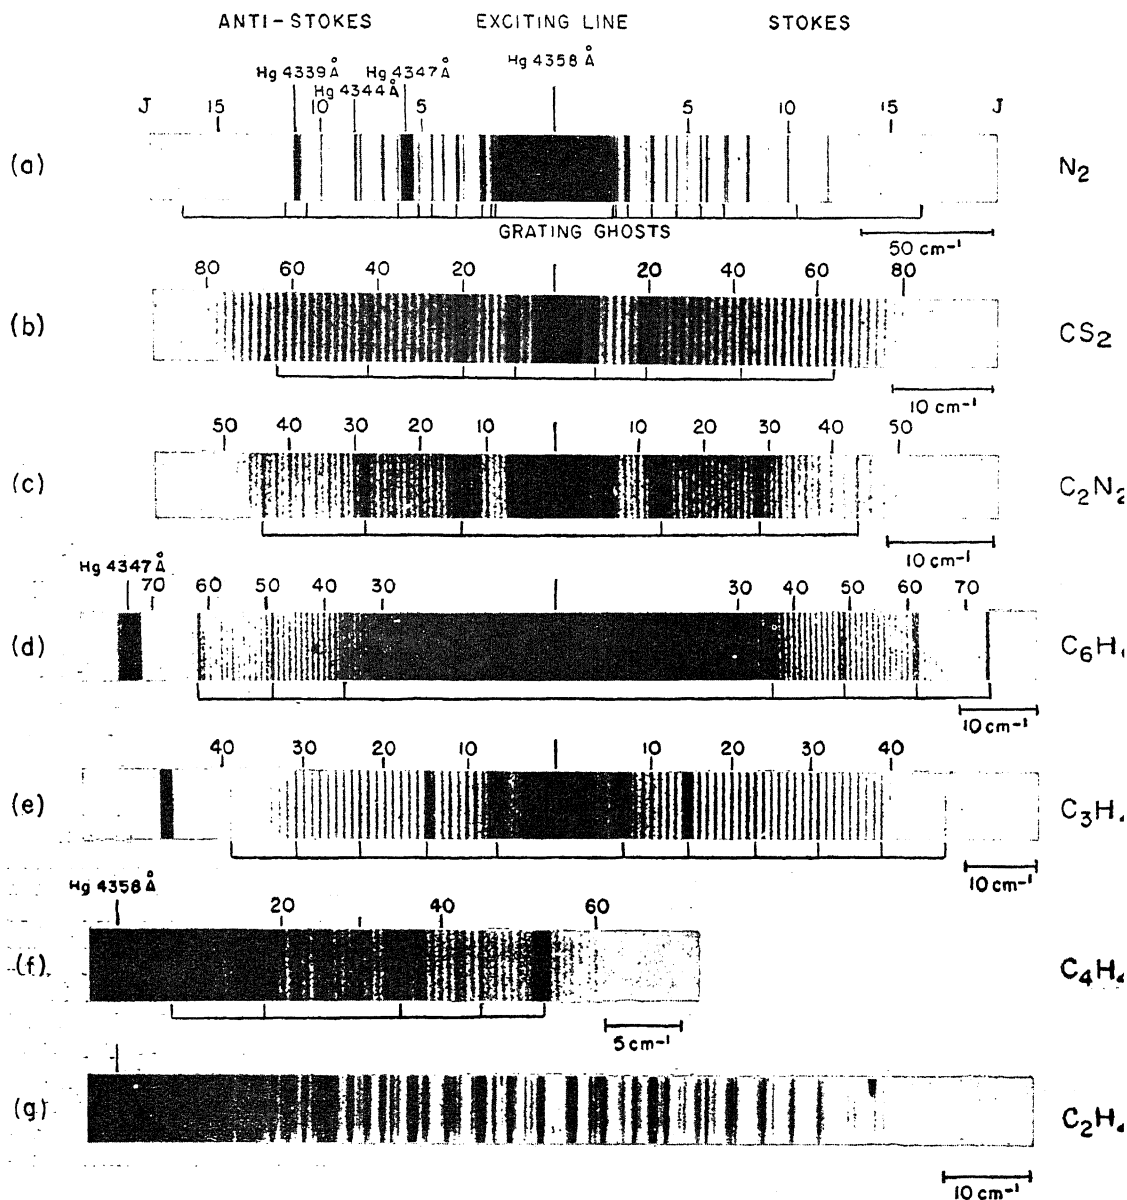 ANTI-STOKES EXCITING LINE STOKES
Hg 4339 Å Hg 4344 Å Hg 4347 Å Hg 4358 Å
J 15 10 5 5 10 15 J
(a) N2
GRATING GHOSTS 50 cm-1
80 60 40 20 20 40 60 80
(b) CS2
10 cm-1
50 40 30 20 10 10 20 30 40 50
(c) C2N2
10 cm-1
Hg 4347 Å
70 60 50 40 30 30 40 50 60 70
(d) C6H
10 cm-1
40 30 20 10 10 20 30 40
(e) C3H
10 cm-1
Hg 4358 Å
20 40 60
(f) C4H
5 cm-1
(g) C2H
10 cm-1